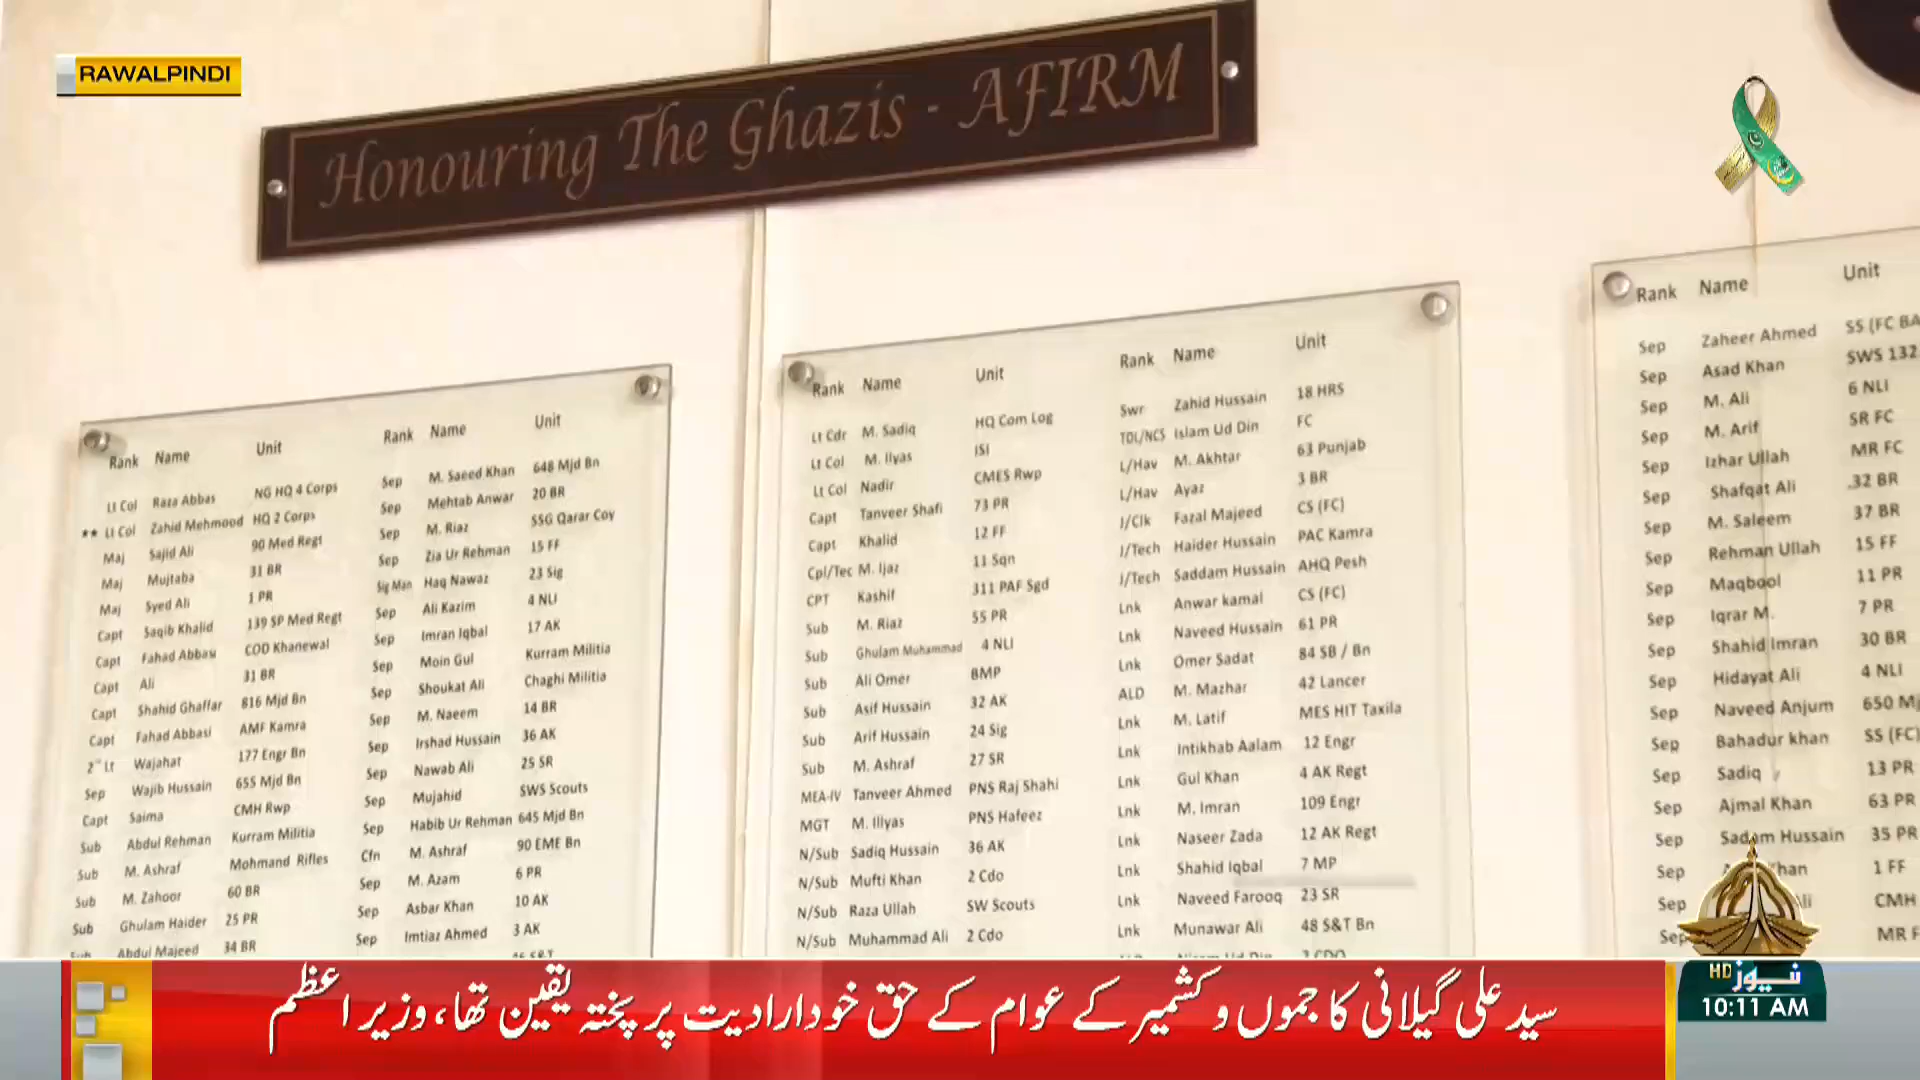 RAWALPINDI
Honouring The Ghazis - AFIRM
Rank Name Unit
Lt Col Raza Abbas NG HQ 4 Corps
** Lt Col Zahid Mehmood HQ 2 Corps
Maj Sajid Ali 90 Med Regt
Maj Mujtaba 31 BR
Maj Syed Ali 1 PR
Capt Saqib Khalid 139 SP Med Regt
Capt Fahad Abbasi COD Khanewal
Capt Ali 31 BR
Capt Shahid Ghaffar 816 Mjd Bn
Capt Fahad Abbasi AMF Kamra
2nd Lt Wajahat 177 Engr Bn
Sep Wajib Hussain 655 Mjd Bn
Capt Saima CMH Rwp
Sub Abdul Rehman Kurram Militia
Sub M. Ashraf Mohmand Rifles
Sub M. Zahoor 60 BR
Sub Ghulam Haider 25 PR
Sub Abdul Majeed 34 BR
Rank Name Unit
Sep M. Saeed Khan 648 Mjd Bn
Sep Mehtab Anwar 20 BR
Sep M. Riaz SSG Qarar Coy
Sep Zia Ur Rehman 15 FF
Sig Man Haq Nawaz 23 Sig
Sep Ali Kazim 4 NLI
Sep Imran Iqbal 17 AK
Sep Moin Gul Kurram Militia
Sep Shoukat Ali Chaghi Militia
Sep M. Naeem 14 BR
Sep Irshad Hussain 36 AK
Sep Nawab Ali 25 SR
Sep Mujahid SWS Scouts
Sep Habib Ur Rehman 645 Mjd Bn
Cfn M. Ashraf 90 EME Bn
Sep M. Azam 6 PR
Sep Asbar Khan 10 AK
Sep Imtiaz Ahmed 3 AK
Rank Name Unit
Lt Cdr M. Sadiq HQ Com Log
Lt Col M. Ilyas ISI
Lt Col Nadir CMES Rwp
Capt Tanveer Shafi 73 PR
Capt Khalid 12 FF
Cpl/Tec M. Ijaz 11 Sqn
CPT Kashif 311 PAF Sgd
Sub M. Riaz 55 PR
Sub Ghulam Muhammad 4 NLI
Sub Ali Omer BMP
Sub Asif Hussain 32 AK
Sub Arif Hussain 24 Sig
Sub M. Ashraf 27 SR
MEA-IV Tanveer Ahmed PNS Raj Shahi
MGT M. Illyas PNS Hafeez
N/Sub Sadiq Hussain 36 AK
N/Sub Mufti Khan 2 Cdo
N/Sub Raza Ullah SW Scouts
N/Sub Muhammad Ali 2 Cdo
Rank Name Unit
Swr Zahid Hussain 18 HRS
TOL/NCS Islam Ud Din FC
L/Hav M. Akhtar 63 Punjab
L/Hav Ayaz 3 BR
J/Clk Fazal Majeed CS (FC)
J/Tech Haider Hussain PAC Kamra
J/Tech Saddam Hussain AHQ Pesh
Lnk Anwar kamal CS (FC)
Lnk Naveed Hussain 61 PR
Lnk Omer Sadat 84 SB / Bn
ALD M. Mazhar 42 Lancer
Lnk M. Latif MES HIT Taxila
Lnk Intikhab Aalam 12 Engr
Lnk Gul Khan 4 AK Regt
Lnk M. Imran 109 Engr
Lnk Naseer Zada 12 AK Regt
Lnk Shahid Iqbal 7 MP
Lnk Naveed Farooq 23 SR
Lnk Munawar Ali 48 S&T Bn
Rank Name Unit
Sep Zaheer Ahmed SS (FC BA
Sep Asad Khan SWS 132
Sep M. Ali 6 NLI
Sep M. Arif SR FC
Sep Izhar Ullah MR FC
Sep Shafqat Ali 32 BR
Sep M. Saleem 37 BR
Sep Rehman Ullah 15 FF
Sep Maqbool 11 PR
Sep Iqrar M. 7 PR
Sep Shahid Imran 30 BR
Sep Hidayat Ali 4 NLI
Sep Naveed Anjum 650 Mj
Sep Bahadur khan SS (FC)
Sep Sadiq 13 PR
Sep Ajmal Khan 63 PR
Sep Sadam Hussain 35 PR
Sep Khan 1 FF
Sep CMH
Sep MR F
سید علی گیلانی کا جموں و کشمیر کے عوام کے حق خودارادیت پر پختہ یقین تھا، وزیر اعظم
نیوز HD
10:11 AM